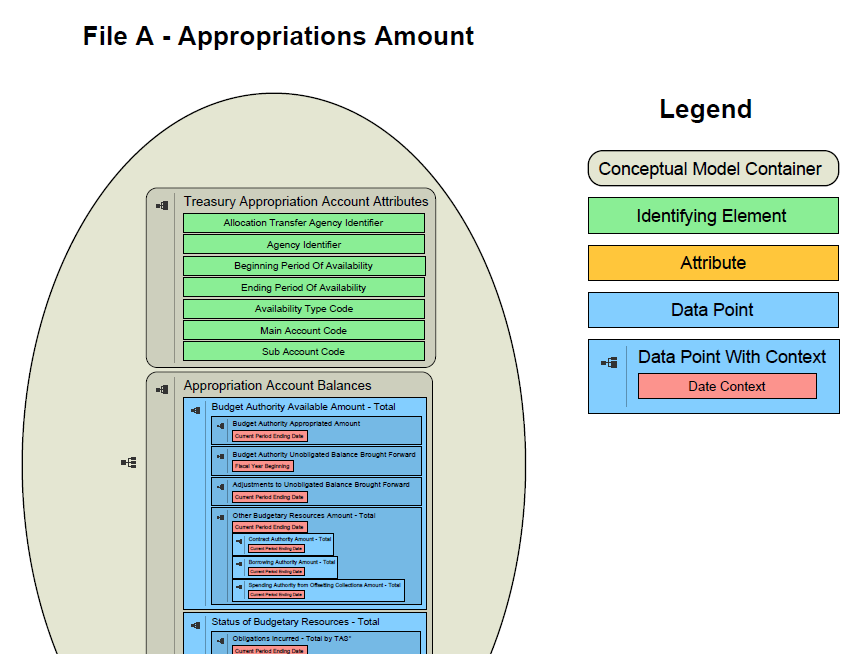 File A - Appropriations Amount
Legend
Conceptual Model Container
Identifying Element
Attribute
Data Point
Data Point With Context
Date Context
Treasury Appropriation Account Attributes
Allocation Transfer Agency Identifier
Agency Identifier
Beginning Period Of Availability
Ending Period Of Availability
Availability Type Code
Main Account Code
Sub Account Code
Appropriation Account Balances
Budget Authority Available Amount - Total
Budget Authority Appropriated Amount
Current Period Ending Date
Budget Authority Unobligated Balance Brought Forward
Fiscal Year Beginning
Adjustments to Unobligated Balance Brought Forward
Current Period Ending Date
Other Budgetary Resources Amount - Total
Current Period Ending Date
Contract Authority Amount - Total
Current Period Ending Date
Borrowing Authority Amount - Total
Current Period Ending Date
Spending Authority from Offsetting Collections Amount - Total
Current Period Ending Date
Status of Budgetary Resources - Total
Obligations Incurred - Total by TAS*
Current Period Ending Date